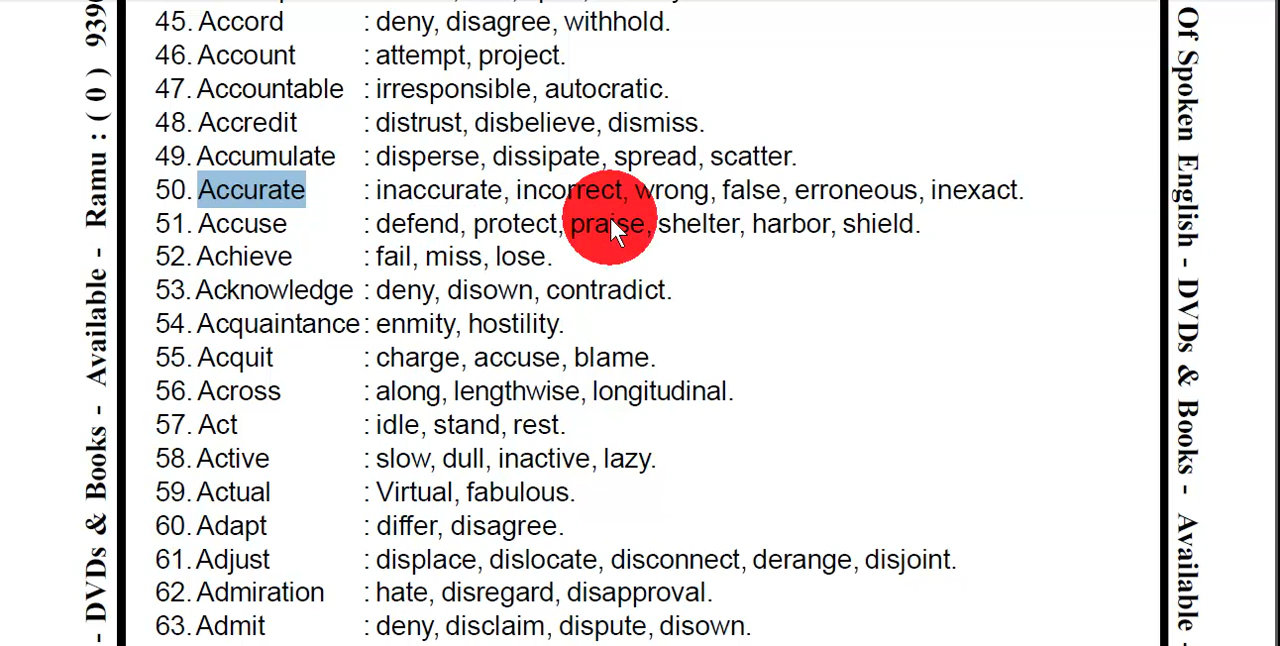 45. Accord : deny, disagree, withhold.
46. Account : attempt, project.
47. Accountable : irresponsible, autocratic.
48. Accredit : distrust, disbelieve, dismiss.
49. Accumulate : disperse, dissipate, spread, scatter.
50. Accurate : inaccurate, incorrect, wrong, false, erroneous, inexact.
51. Accuse : defend, protect, praise, shelter, harbor, shield.
52. Achieve : fail, miss, lose.
53. Acknowledge : deny, disown, contradict.
54. Acquaintance : enmity, hostility.
55. Acquit : charge, accuse, blame.
56. Across : along, lengthwise, longitudinal.
57. Act : idle, stand, rest.
58. Active : slow, dull, inactive, lazy.
59. Actual : Virtual, fabulous.
60. Adapt : differ, disagree.
61. Adjust : displace, dislocate, disconnect, derange, disjoint.
62. Admiration : hate, disregard, disapproval.
63. Admit : deny, disclaim, dispute, disown.
- DVDs & Books - Available - Ramu : ( 0 )
Of Spoken English - DVDs & Books - Available -